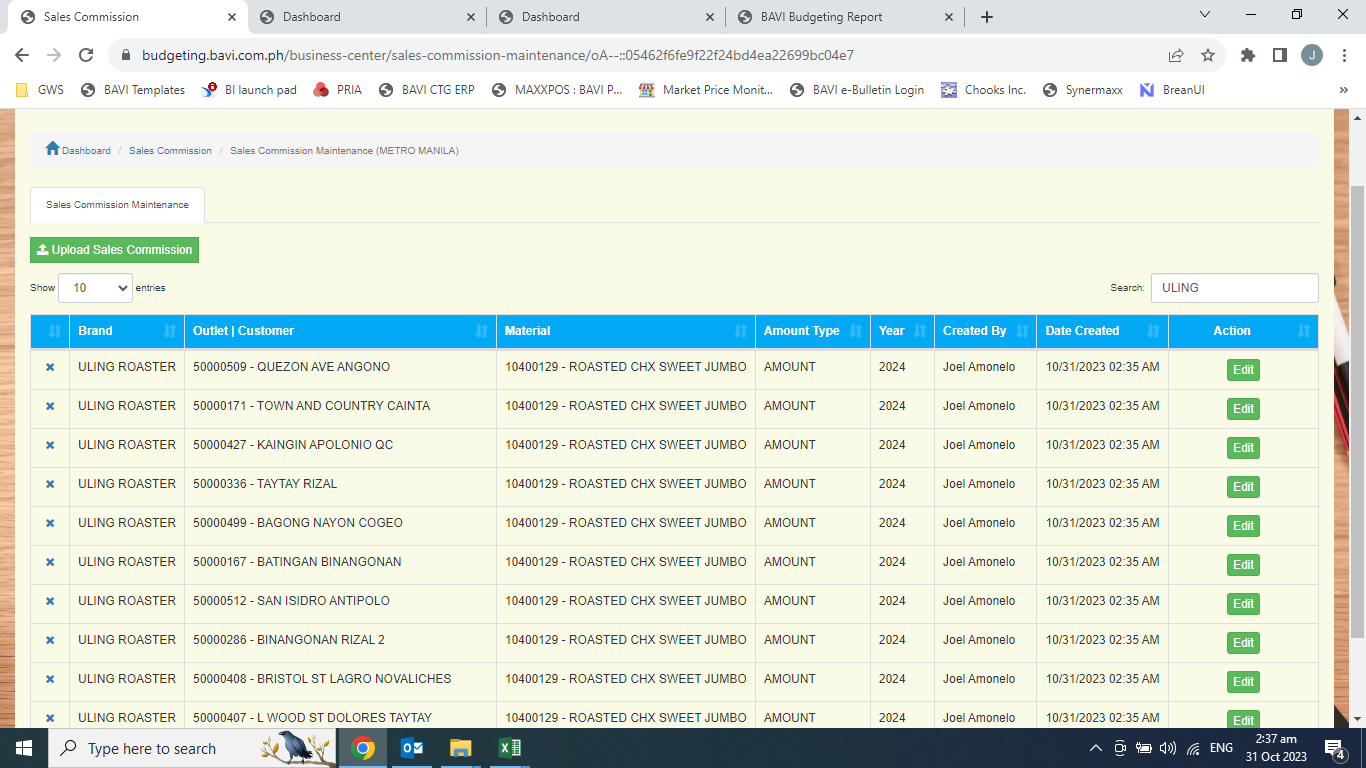 Sales Commission
Dashboard
Dashboard
BAVI Budgeting Report
budgeting.bavi.com.ph/business-center/sales-commission-maintenance/oA--::05462f6fe9f22f24bd4ea22699bc04e7
J
GWS
BAVI Templates
BI launch pad
PRIA
BAVI CTG ERP
MAXXPOS : BAVI P...
Market Price Monit...
BAVI e-Bulletin Login
Chooks Inc.
Synermaxx
BreanUI
»
Dashboard / Sales Commission / Sales Commission Maintenance (METRO MANILA)
Sales Commission Maintenance
Upload Sales Commission
Show 10 entries
Search: ULING
Brand Outlet | Customer Material Amount Type Year Created By Date Created Action
ULING ROASTER 50000509 - QUEZON AVE ANGONO 10400129 - ROASTED CHX SWEET JUMBO AMOUNT 2024 Joel Amonelo 10/31/2023 02:35 AM Edit
ULING ROASTER 50000171 - TOWN AND COUNTRY CAINTA 10400129 - ROASTED CHX SWEET JUMBO AMOUNT 2024 Joel Amonelo 10/31/2023 02:35 AM Edit
ULING ROASTER 50000427 - KAINGIN APOLONIO QC 10400129 - ROASTED CHX SWEET JUMBO AMOUNT 2024 Joel Amonelo 10/31/2023 02:35 AM Edit
ULING ROASTER 50000336 - TAYTAY RIZAL 10400129 - ROASTED CHX SWEET JUMBO AMOUNT 2024 Joel Amonelo 10/31/2023 02:35 AM Edit
ULING ROASTER 50000499 - BAGONG NAYON COGEO 10400129 - ROASTED CHX SWEET JUMBO AMOUNT 2024 Joel Amonelo 10/31/2023 02:35 AM Edit
ULING ROASTER 50000167 - BATINGAN BINANGONAN 10400129 - ROASTED CHX SWEET JUMBO AMOUNT 2024 Joel Amonelo 10/31/2023 02:35 AM Edit
ULING ROASTER 50000512 - SAN ISIDRO ANTIPOLO 10400129 - ROASTED CHX SWEET JUMBO AMOUNT 2024 Joel Amonelo 10/31/2023 02:35 AM Edit
ULING ROASTER 50000286 - BINANGONAN RIZAL 2 10400129 - ROASTED CHX SWEET JUMBO AMOUNT 2024 Joel Amonelo 10/31/2023 02:35 AM Edit
ULING ROASTER 50000408 - BRISTOL ST LAGRO NOVALICHES 10400129 - ROASTED CHX SWEET JUMBO AMOUNT 2024 Joel Amonelo 10/31/2023 02:35 AM Edit
ULING ROASTER 50000407 - L WOOD ST DOLORES TAYTAY 10400129 - ROASTED CHX SWEET JUMBO AMOUNT 2024 Joel Amonelo 10/31/2023 02:35 AM Edit
Type here to search
ENG
2:37 am
31 Oct 2023
4